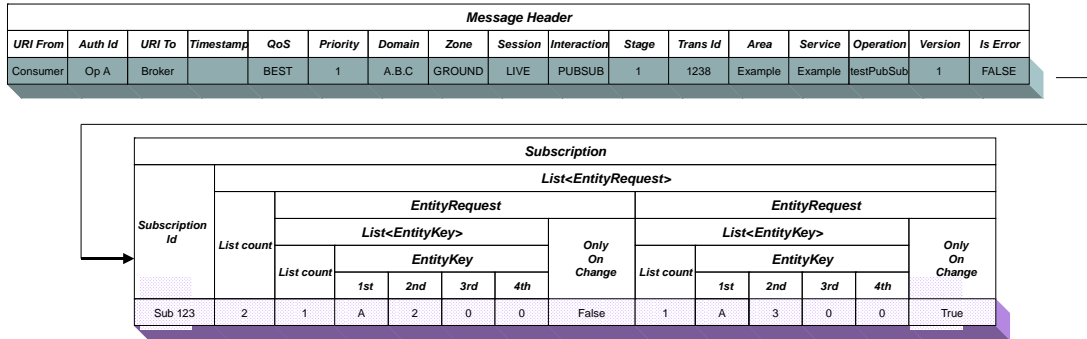 Message Header
URI From Auth Id URI To Timestamp QoS Priority Domain Zone Session Interaction Stage Trans Id Area Service Operation Version Is Error
Consumer Op A Broker BEST 1 A.B.C GROUND LIVE PUBSUB 1 1238 Example Example testPubSub 1 FALSE
Subscription
List<EntityRequest>
EntityRequest EntityRequest
Subscription
Id
List count
List<EntityKey>
Only
On
Change
List<EntityKey>
Only
On
Change
List count
EntityKey
List count
EntityKey
1st 2nd 3rd 4th 1st 2nd 3rd 4th
Sub 123 2 1 A 2 0 0 False 1 A 3 0 0 True